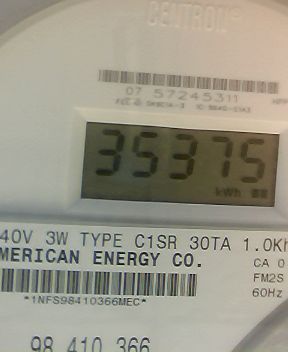 CENTRON®
07 57245311
35375
kWh
40V 3W TYPE C1SR 30TA 1.0Kh
MERICAN ENERGY CO.
CA 0
FM2S
60Hz
*1NFS98410366MEC*
98 410 366